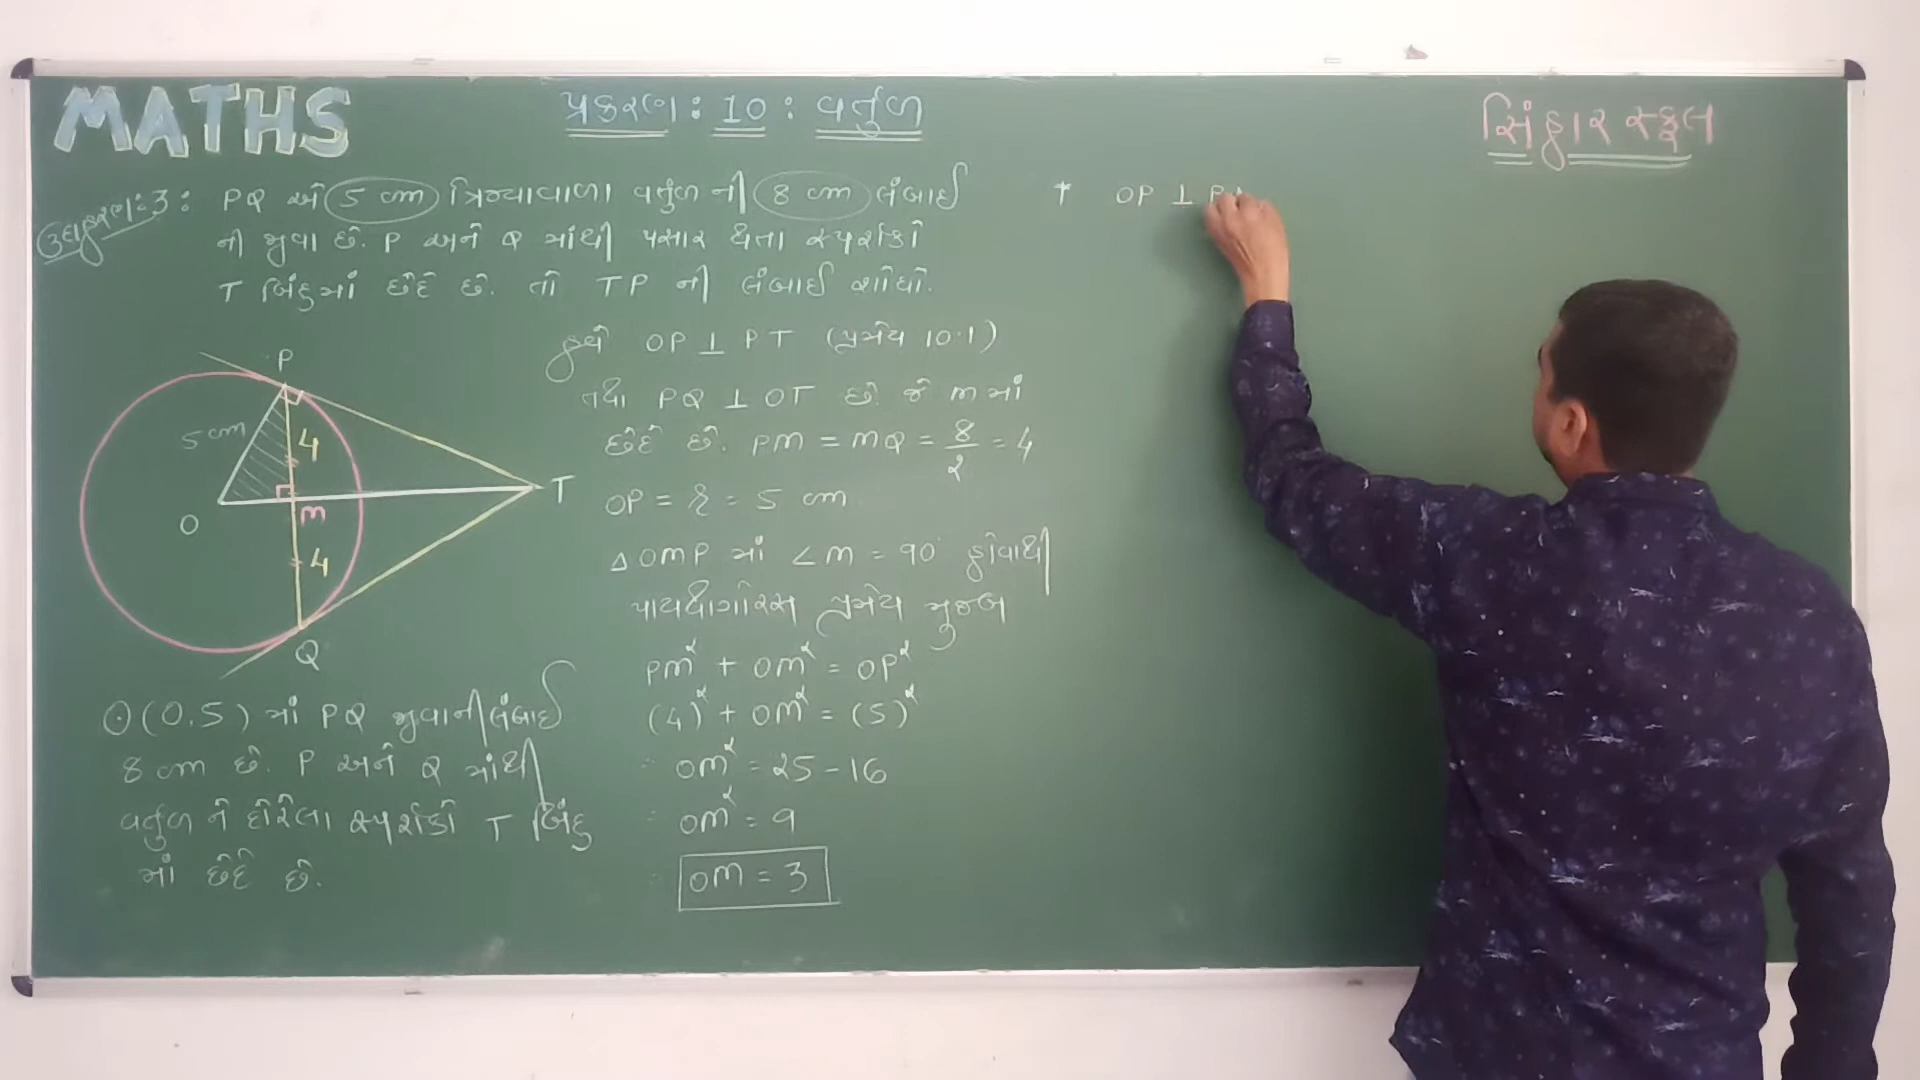 MATHS
પ્રકરણ : 10 : વર્તુળ
સિંહાર સ્કૂલ
ઉદાહરણ:3: PQ એ 5 cm ત્રિજ્યાવાળા વર્તુળ ની 8 cm લંબાઈ
ની જીવા છે. P અને Q માંથી પસાર થતા સ્પર્શકો
T બિંદુમાં છેદે છે. તો TP ની લંબાઈ શોધો.
P
5 cm
4
T
O
m
4
Q
⊙(O.5) માં PQ જીવાની લંબાઈ
8 cm છે. P અને Q માંથી
વર્તુળ ને દોરેલા સ્પર્શકો T બિંદુ
માં છેદે છે.
હવે OP ⊥ PT (પ્રમેય 10.1)
તથા PQ ⊥ OT છે. જે m માં
છેદે છે. PM = MQ = 8/2 = 4
OP = r = 5 cm
△OMP માં ∠M = 90° હોવાથી
પાયથાગોરસ પ્રમેય મુજબ
PM² + OM² = OP²
(4)² + OM² = (5)²
OM² = 25 - 16
OM² = 9
OM = 3
OP ⊥